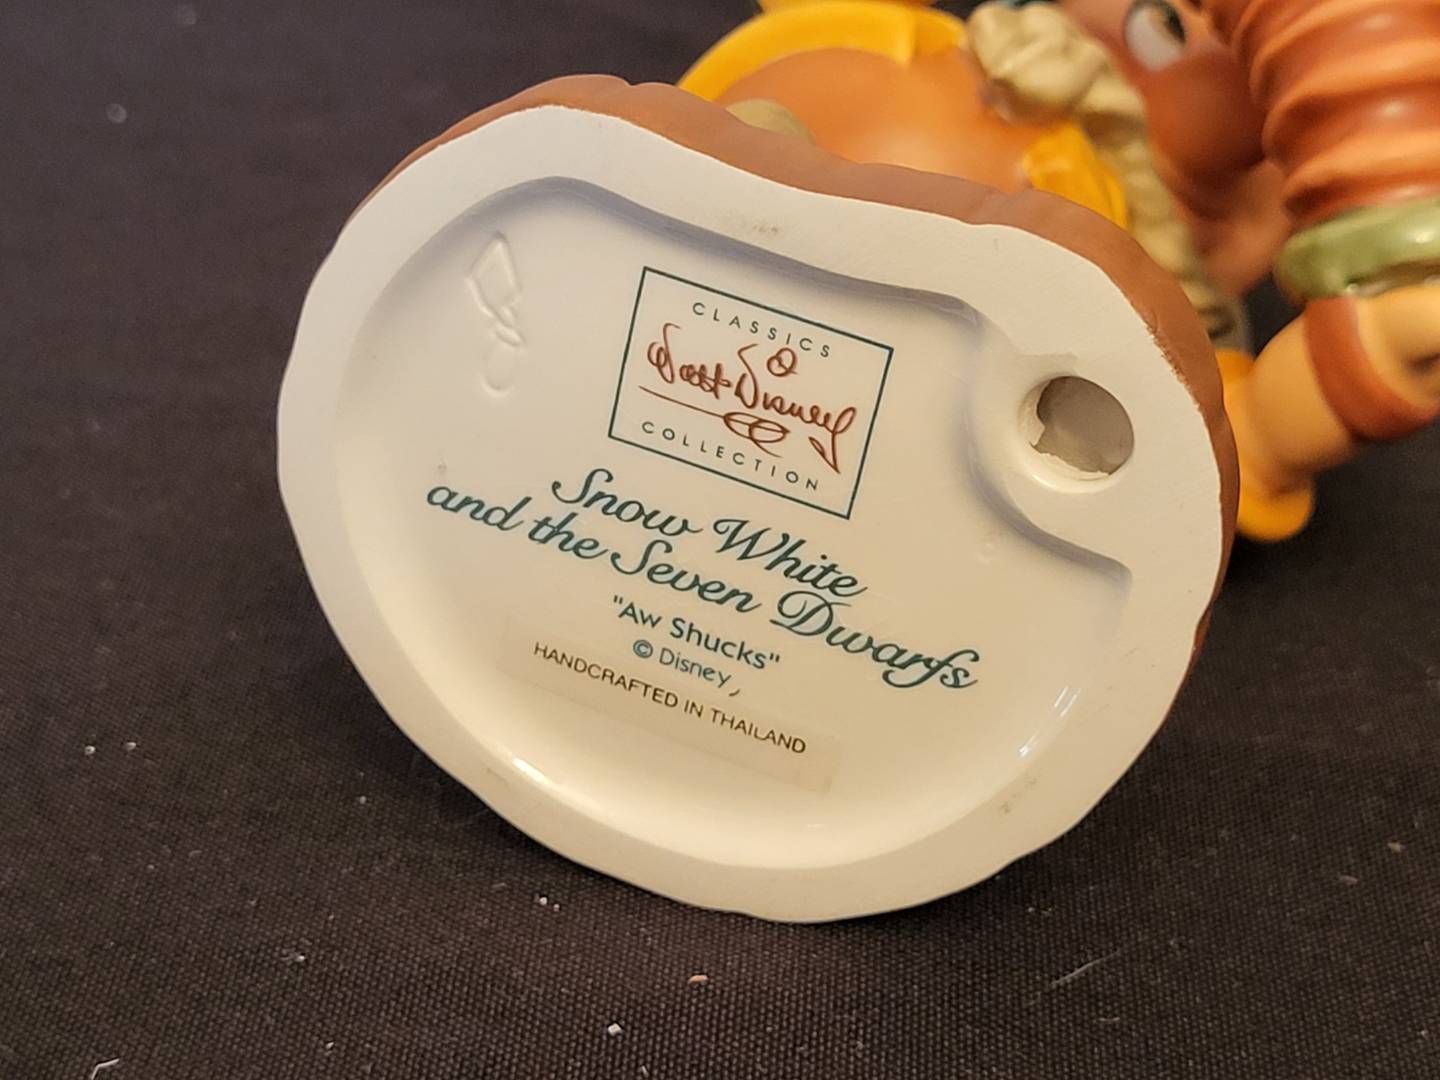 CLASSICS
Walt Disney
COLLECTION
Snow White
and the Seven Dwarfs
"Aw Shucks"
© Disney,
HANDCRAFTED IN THAILAND